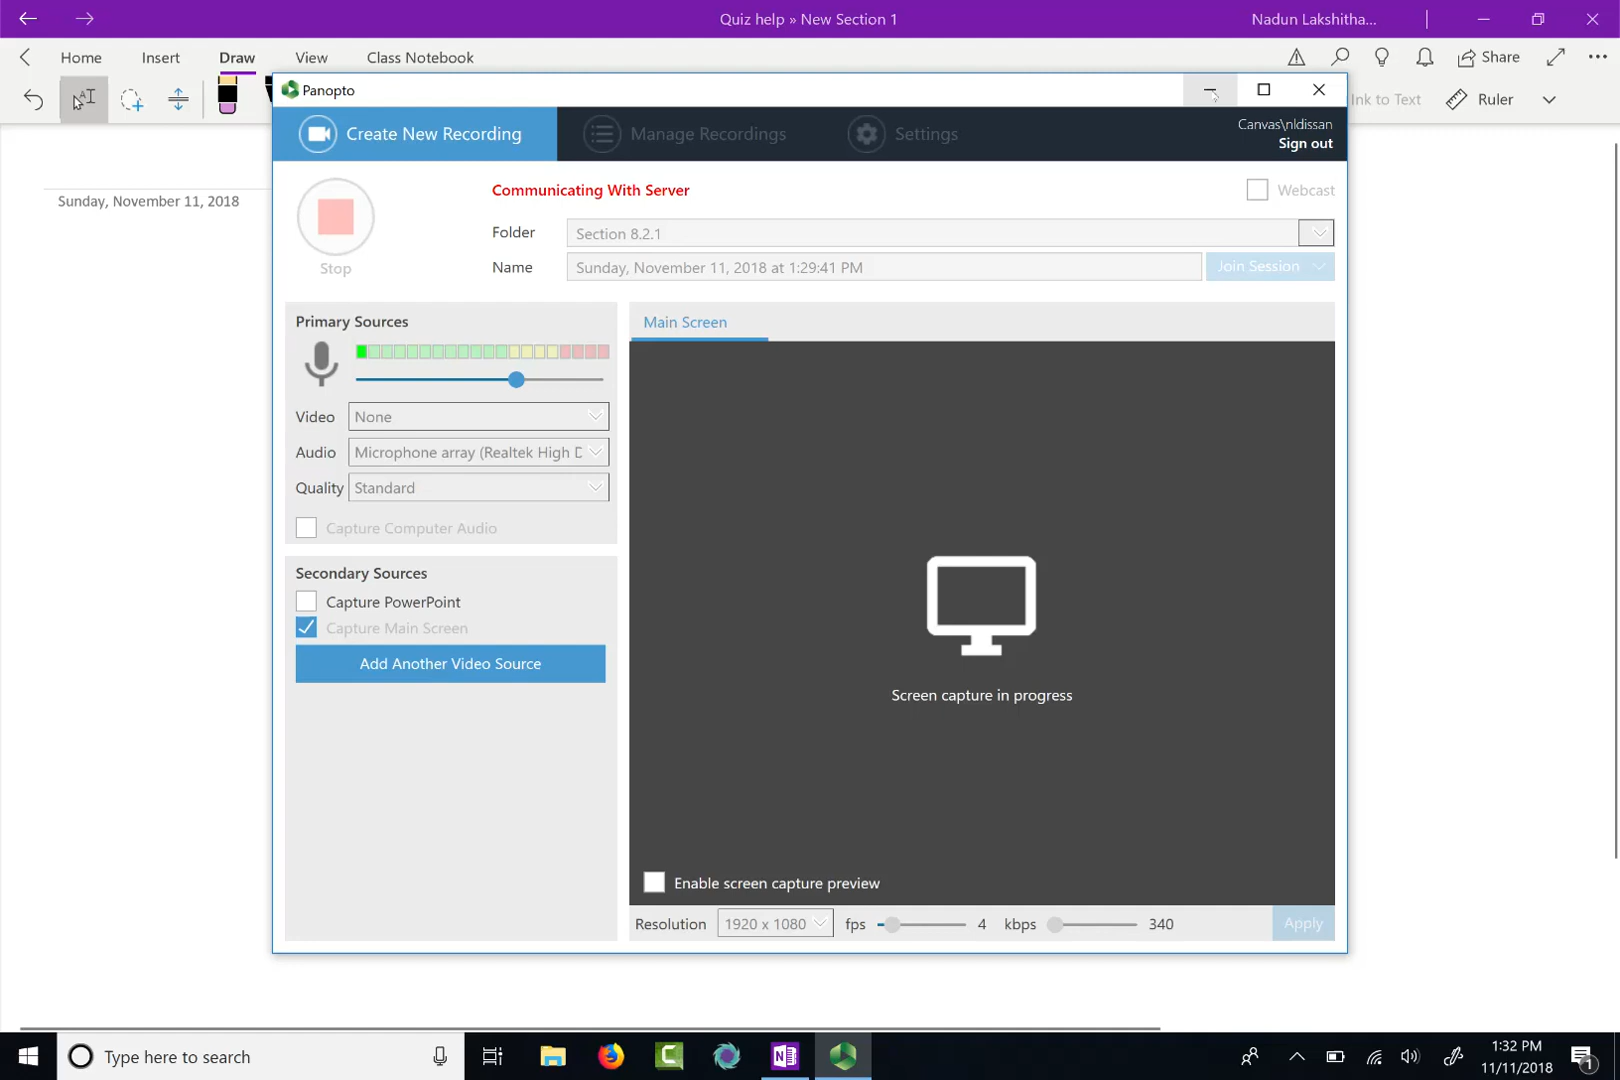 Quiz help » New Section 1
Nadun Lakshitha...
Home
Insert
Draw
View
Class Notebook
Share
Ink to Text
Ruler
Panopto
Create New Recording
Manage Recordings
Settings
Canvas\nldissan
Sign out
Sunday, November 11, 2018
Stop
Communicating With Server
Webcast
Folder
Section 8.2.1
Name
Sunday, November 11, 2018 at 1:29:41 PM
Join Session
Primary Sources
Video
None
Audio
Microphone array (Realtek High D
Quality
Standard
Capture Computer Audio
Secondary Sources
Capture PowerPoint
Capture Main Screen
Add Another Video Source
Main Screen
Screen capture in progress
Enable screen capture preview
Resolution
1920 x 1080
fps
4
kbps
340
Apply
Type here to search
1:32 PM
11/11/2018
1